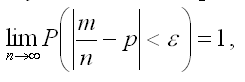 lim n→∞ P(|m/n − p| < ε) = 1,